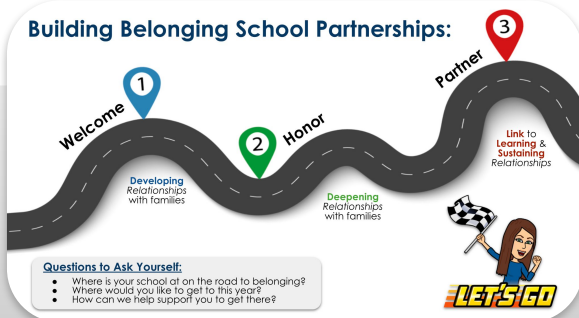 Building Belonging School Partnerships:
1
Welcome
Developing
Relationships
with families
2
Honor
Deepening
Relationships
with families
3
Partner
Link to
Learning &
Sustaining
Relationships
Questions to Ask Yourself:
● Where is your school at on the road to belonging?
● Where would you like to get to this year?
● How can we help support you to get there?
LET'S GO